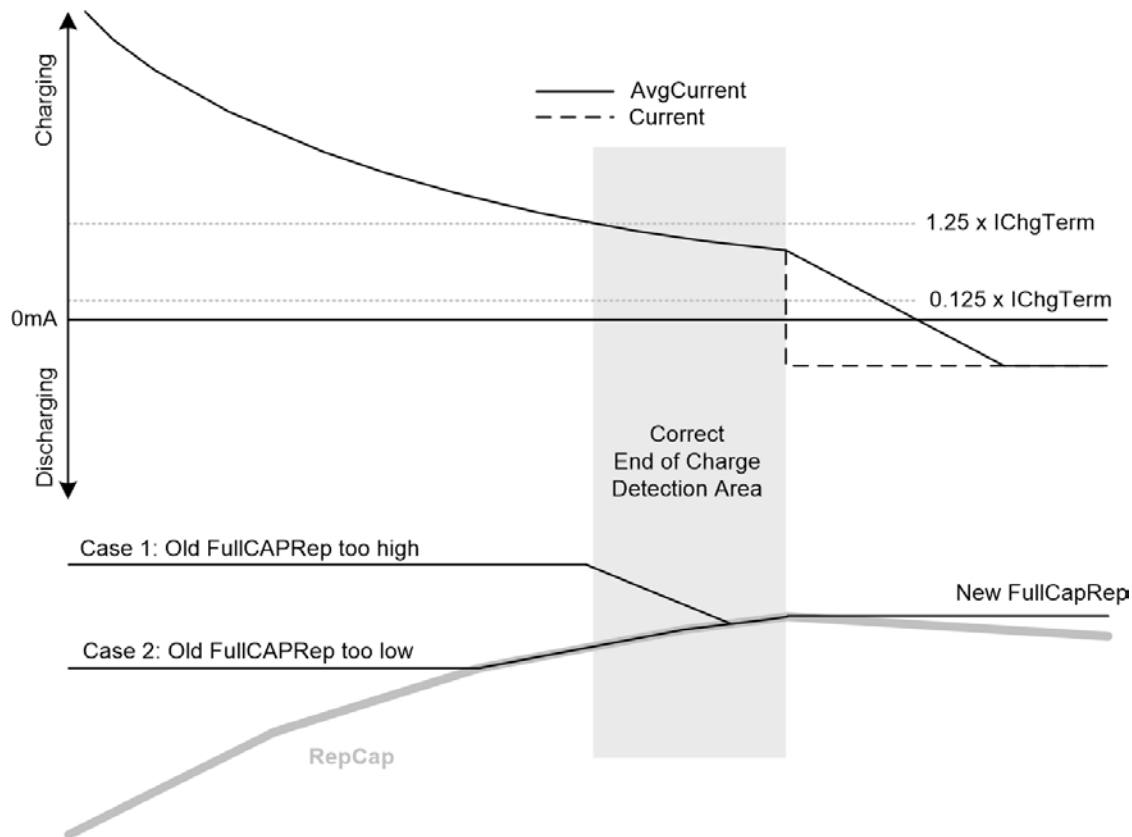 Charging
AvgCurrent
Current
1.25 x IChgTerm
0.125 x IChgTerm
0mA
Discharging
Correct
End of Charge
Detection Area
Case 1: Old FullCAPRep too high
New FullCapRep
Case 2: Old FullCAPRep too low
RepCap